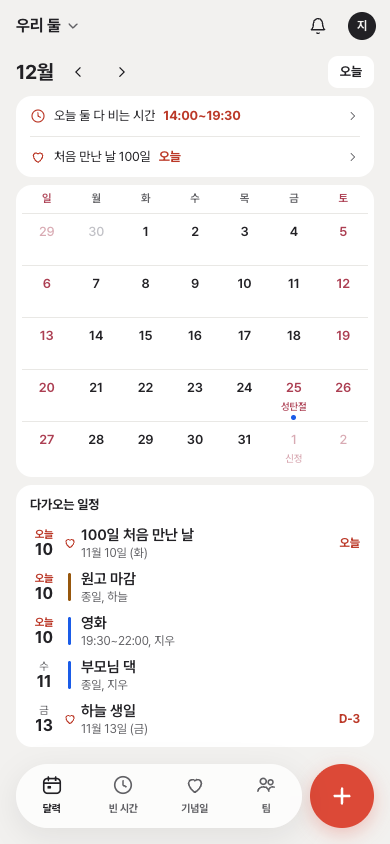 우리 둘
지
12월
오늘
오늘 둘 다 비는 시간 14:00~19:30
처음 만난 날 100일 오늘
일 월 화 수 목 금 토
29 30 1 2 3 4 5
6 7 8 9 10 11 12
13 14 15 16 17 18 19
20 21 22 23 24 25 26
성탄절
27 28 29 30 31 1 2
신정
다가오는 일정
오늘 10 100일 처음 만난 날 오늘
11월 10일 (화)
오늘 10 원고 마감
종일, 하늘
오늘 10 영화
19:30~22:00, 지우
수 11 부모님 댁
종일, 지우
금 13 하늘 생일 D-3
11월 13일 (금)
달력 빈 시간 기념일 팀